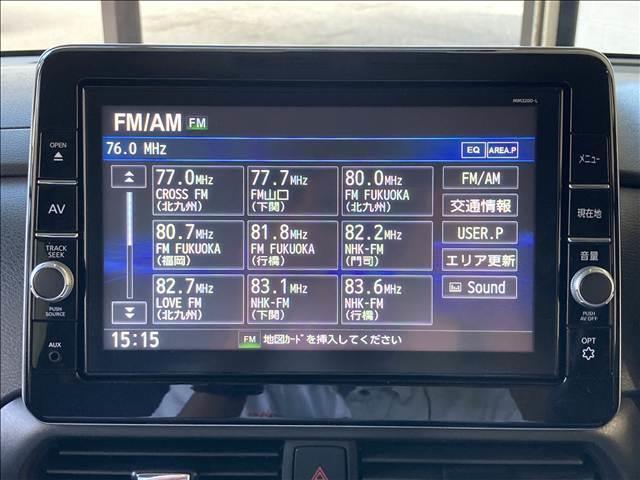 MM320D-L
FM/AM FM
76.0 MHz
EQ AREA.P
77.0MHz
CROSS FM
(北九州)
77.7MHz
FM山口
(下関)
80.0MHz
FM FUKUOKA
(北九州)
80.7MHz
FM FUKUOKA
(福岡)
81.8MHz
FM FUKUOKA
(行橋)
82.2MHz
NHK-FM
(門司)
82.7MHz
LOVE FM
(北九州)
83.1MHz
NHK-FM
(下関)
83.6MHz
NHK-FM
(行橋)
FM/AM
交通情報
USER.P
エリア更新
Sound
15:15
FM 地図ｶｰﾄﾞを挿入してください
OPEN
AV
TRACK
SEEK
PUSH
SOURCE
AUX
メニュー
現在地
音量
PUSH
AV OFF
OPT